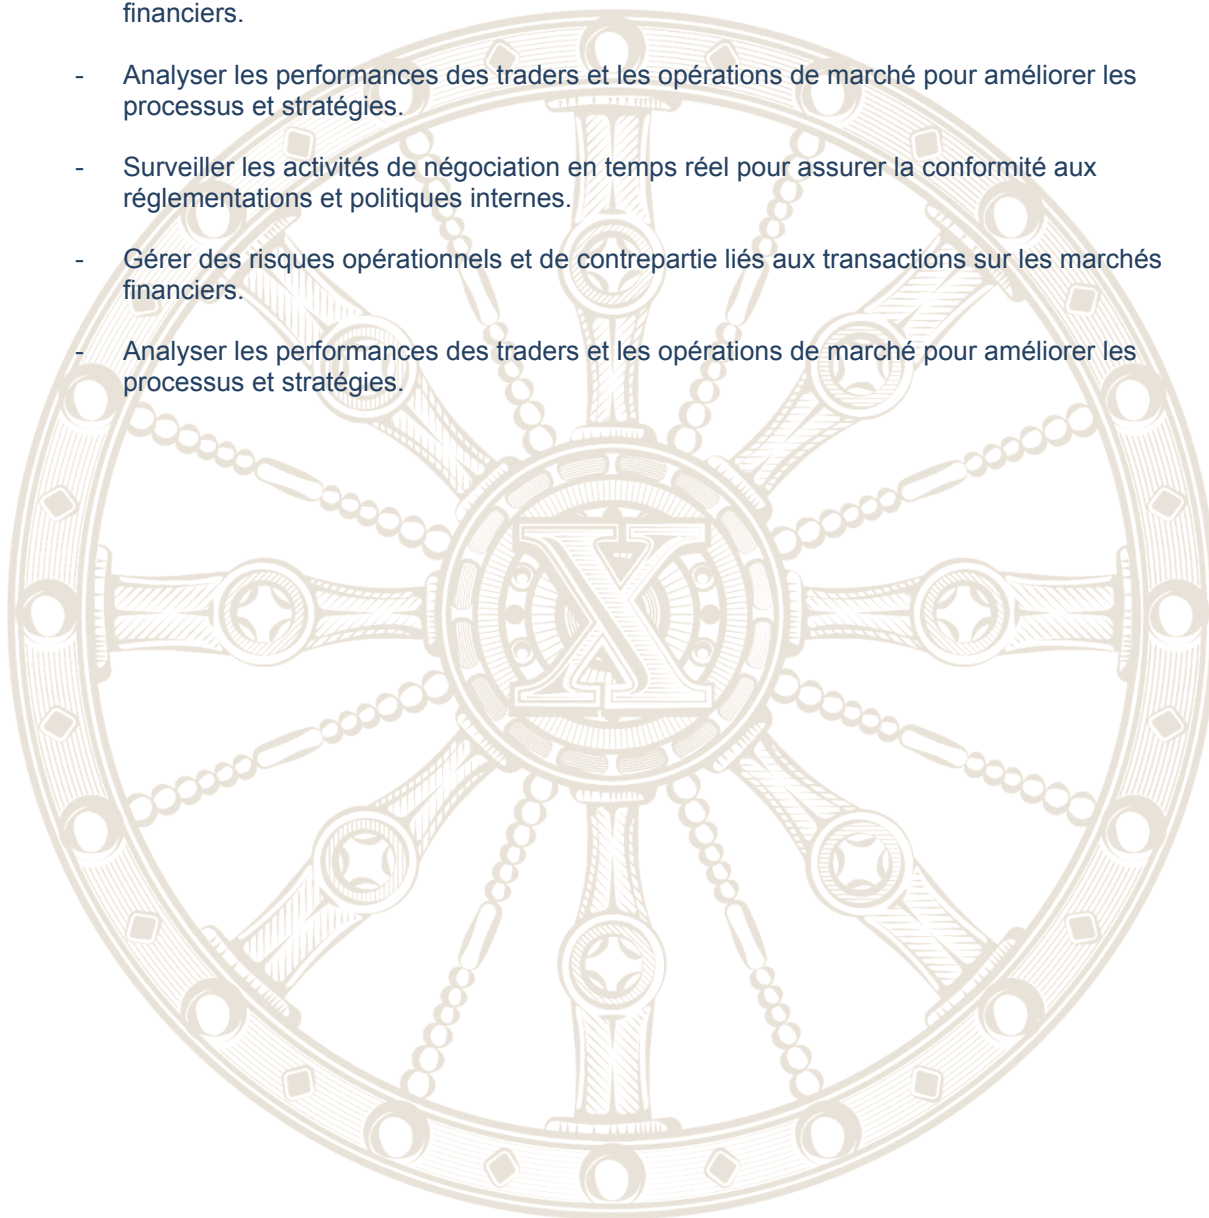 financiers.
- Analyser les performances des traders et les opérations de marché pour améliorer les
processus et stratégies.
- Surveiller les activités de négociation en temps réel pour assurer la conformité aux
réglementations et politiques internes.
- Gérer des risques opérationnels et de contrepartie liés aux transactions sur les marchés
financiers.
- Analyser les performances des traders et les opérations de marché pour améliorer les
processus et stratégies.
X